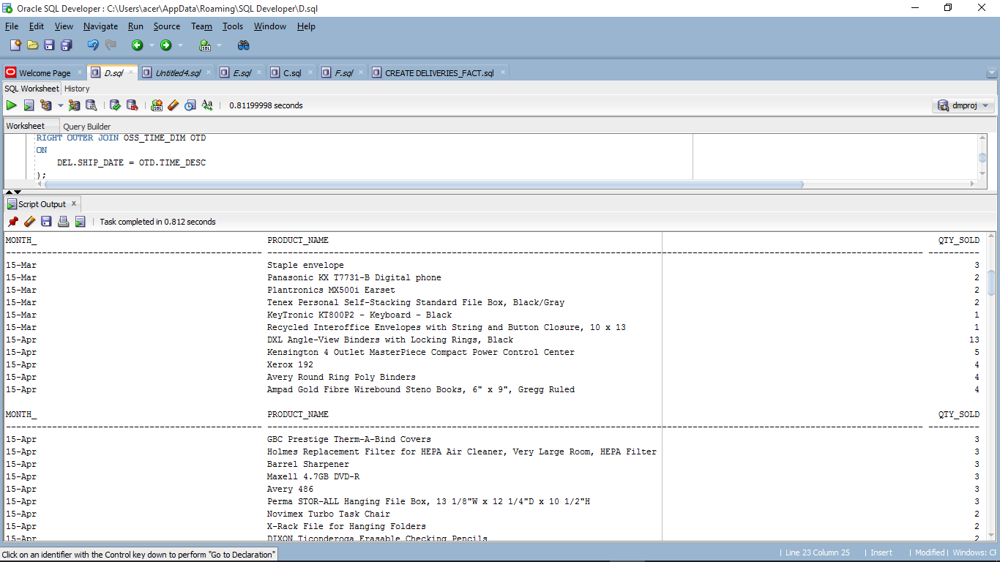 Oracle SQL Developer : C:\Users\acer\AppData\Roaming\SQL Developer\D.sql
File Edit View Navigate Run Source Team Tools Window Help
Welcome Page D.sql Untitled4.sql E.sql C.sql F.sql CREATE DELIVERIES_FACT.sql
SQL Worksheet History
0.81199998 seconds dmproj
Worksheet Query Builder
RIGHT OUTER JOIN OSS_TIME_DIM OTD
ON
DEL.SHIP_DATE = OTD.TIME_DESC
);
Script Output x
Task completed in 0.812 seconds
MONTH_ PRODUCT_NAME QTY_SOLD
15-Mar Staple envelope 3
15-Mar Panasonic KX T7731-B Digital phone 2
15-Mar Plantronics MX500i Earset 2
15-Mar Tenex Personal Self-Stacking Standard File Box, Black/Gray 2
15-Mar KeyTronic KT800P2 - Keyboard - Black 1
15-Mar Recycled Interoffice Envelopes with String and Button Closure, 10 x 13 1
15-Apr DXL Angle-View Binders with Locking Rings, Black 13
15-Apr Kensington 4 Outlet MasterPiece Compact Power Control Center 5
15-Apr Xerox 192 4
15-Apr Avery Round Ring Poly Binders 4
15-Apr Ampad Gold Fibre Wirebound Steno Books, 6" x 9", Gregg Ruled 4
MONTH_ PRODUCT_NAME QTY_SOLD
15-Apr GBC Prestige Therm-A-Bind Covers 3
15-Apr Holmes Replacement Filter for HEPA Air Cleaner, Very Large Room, HEPA Filter 3
15-Apr Barrel Sharpener 3
15-Apr Maxell 4.7GB DVD-R 3
15-Apr Avery 486 3
15-Apr Perma STOR-ALL Hanging File Box, 13 1/8"W x 12 1/4"D x 10 1/2"H 3
15-Apr Novimex Turbo Task Chair 2
15-Apr X-Rack File for Hanging Folders 2
15-Apr DIXON Ticonderoga Erasable Checking Pencils 2
Click on an identifier with the Control key down to perform "Go to Declaration" | Line 23 Column 25 | Insert | Modified | Windows: CF